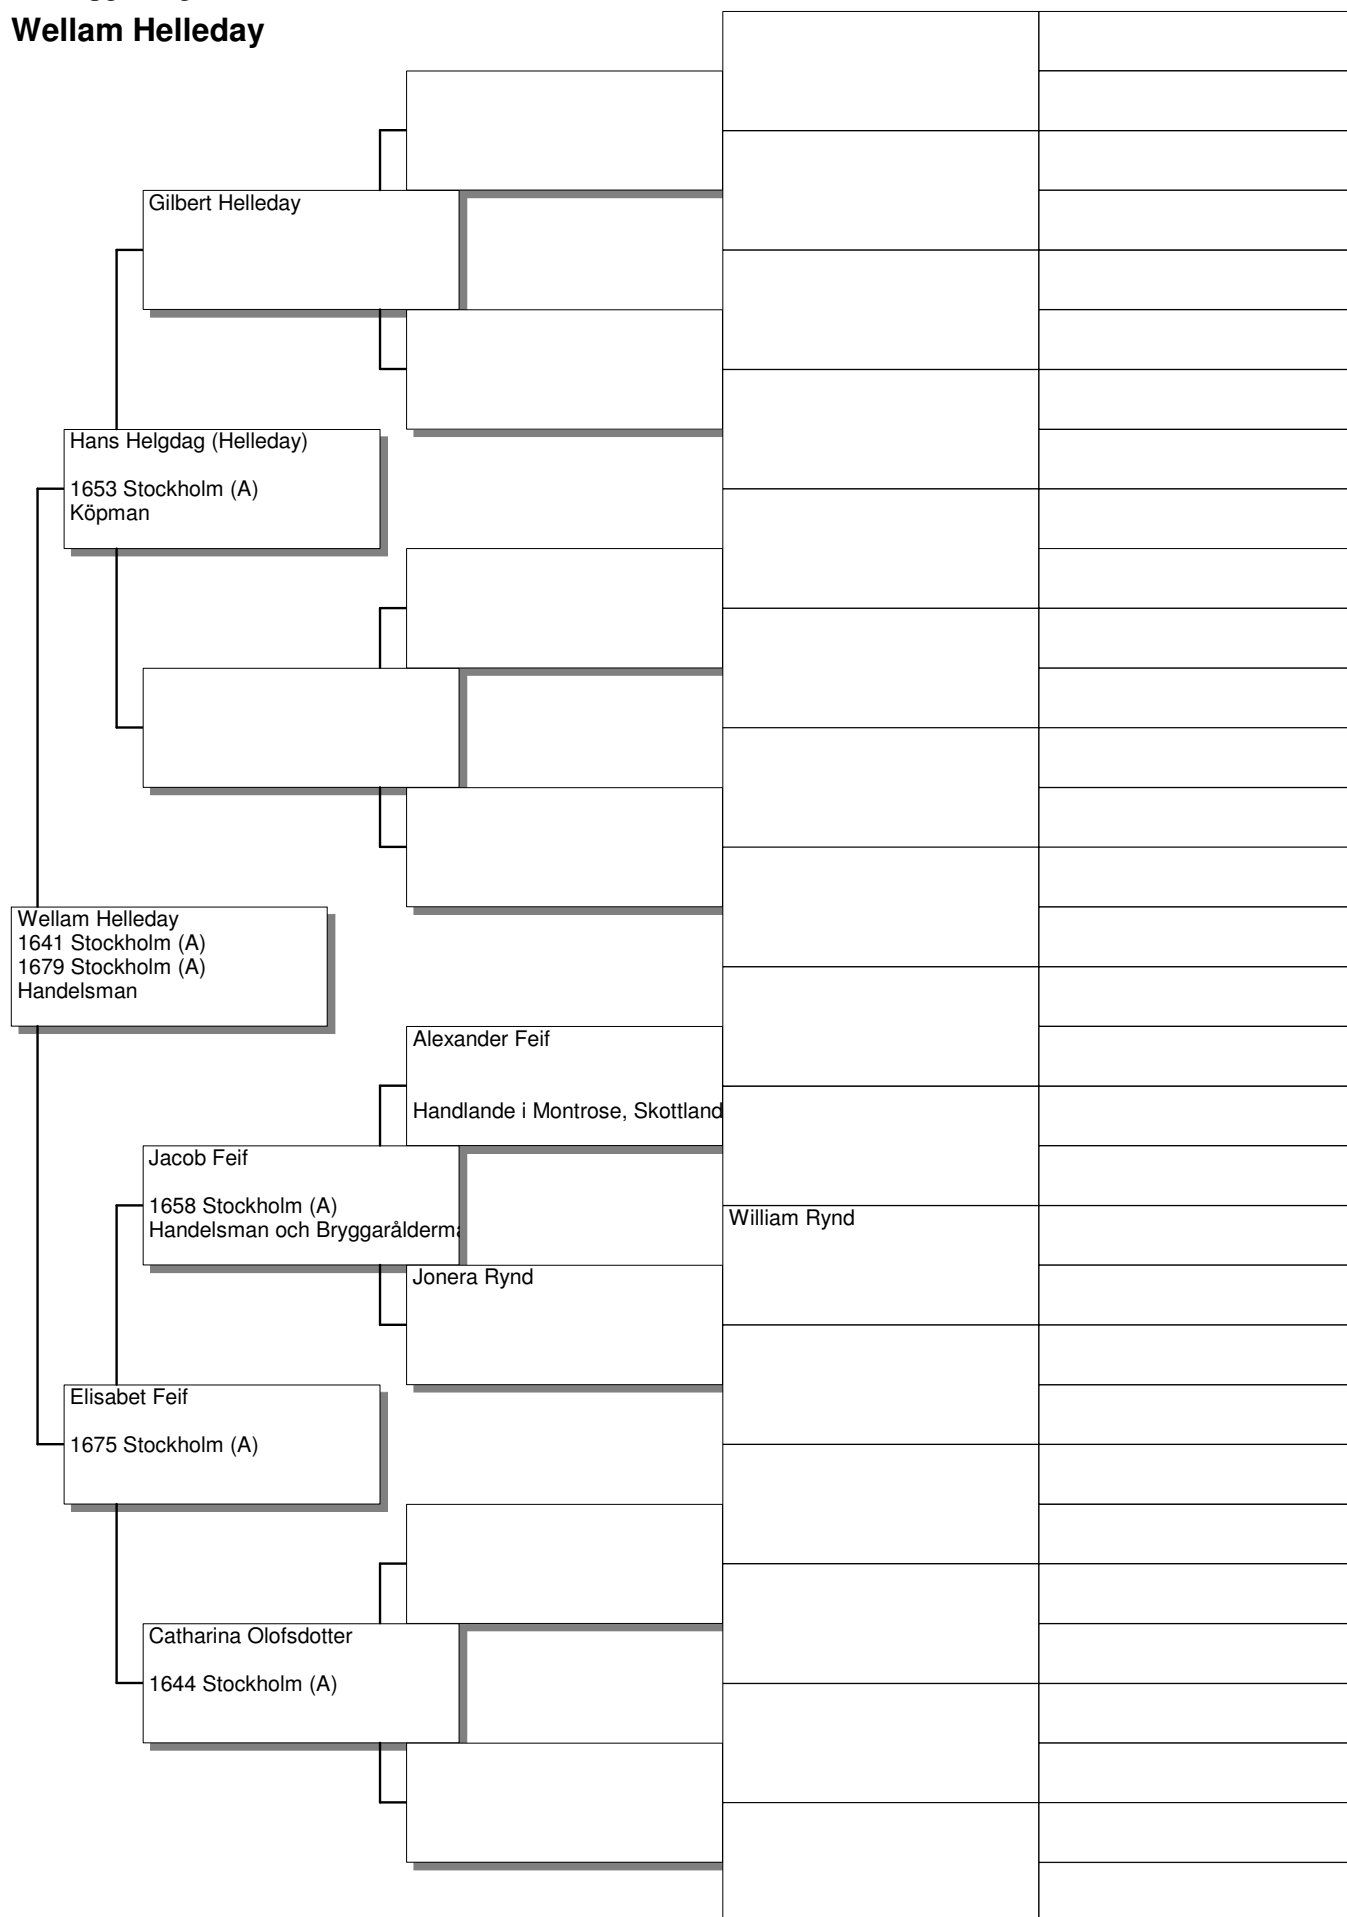 Wellam Helleday
Gilbert Helleday
Hans Helgdag (Helleday)
1653 Stockholm (A)
Köpman
Wellam Helleday
1641 Stockholm (A)
1679 Stockholm (A)
Handelsman
Alexander Feif
Handlande i Montrose, Skottland
Jacob Feif
1658 Stockholm (A)
Handelsman och
William Rynd
Jonera Rynd
Elisabet Feif
1675 Stockholm (A)
Catharina Olofsdotter
1644 Stockholm (A)